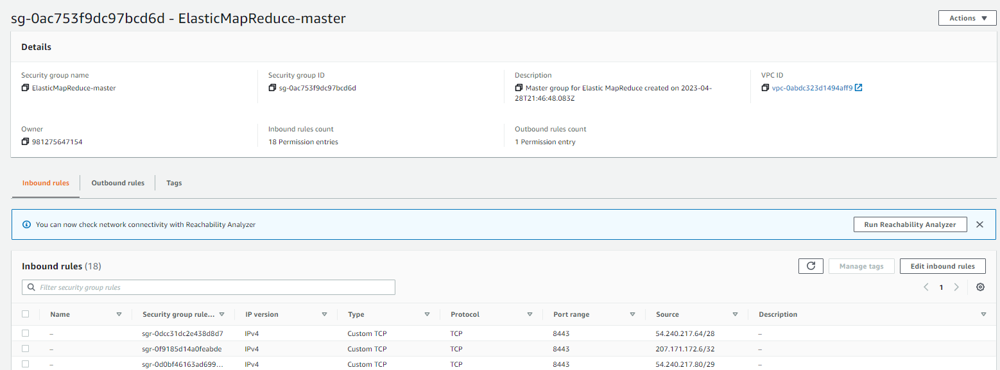 sg-0ac753f9dc97bcd6d - ElasticMapReduce-master
Actions
Details
Security group name
ElasticMapReduce-master
Security group ID
sg-0ac753f9dc97bcd6d
Description
Master group for Elastic MapReduce created on 2023-04-
28T21:46:48.083Z
VPC ID
vpc-0abdc323d1494aff9
Owner
981275647154
Inbound rules count
18 Permission entries
Outbound rules count
1 Permission entry
Inbound rules
Outbound rules
Tags
You can now check network connectivity with Reachability Analyzer
Run Reachability Analyzer
Inbound rules (18)
Manage tags
Edit inbound rules
Filter security group rules
1
Name Security group rule... IP version Type Protocol Port range Source Description
– sgr-0dcc31dc2e438d8d7 IPv4 Custom TCP TCP 8443 54.240.217.64/28 –
– sgr-0f9185d14a0feabde IPv4 Custom TCP TCP 8443 207.171.172.6/32 –
– sgr-0d0bf46163ad699... IPv4 Custom TCP TCP 8443 54.240.217.80/29 –